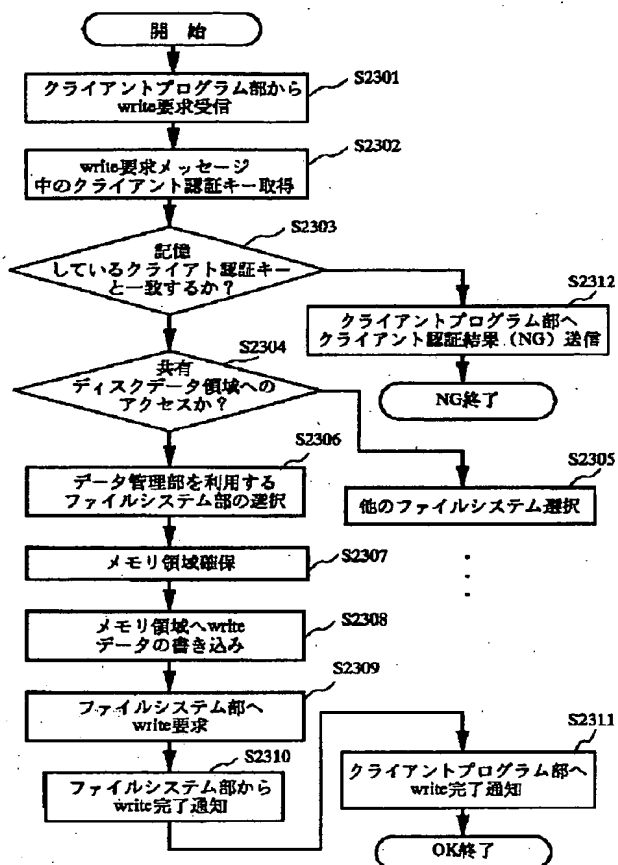 開 始
クライアントプログラム部から
write要求受信
S2301
write要求メッセージ
中のクライアント認証キー取得
S2302
記憶
しているクライアト認証キー
と一致するか？
S2303
クライアントプログラム部へ
クライアント認証結果（NG）送信
S2312
NG終了
共有
ディスクデータ領域への
アクセスか？
S2304
他のファイルシステム選択
S2305
データ管理部を利用する
ファイルシステム部の選択
S2306
メモリ領域確保
S2307
メモリ領域へwrite
データの書き込み
S2308
ファイルシステム部へ
write要求
S2309
ファイルシステム部から
write完了通知
S2310
クライアントプログラム部へ
write完了通知
S2311
OK終了